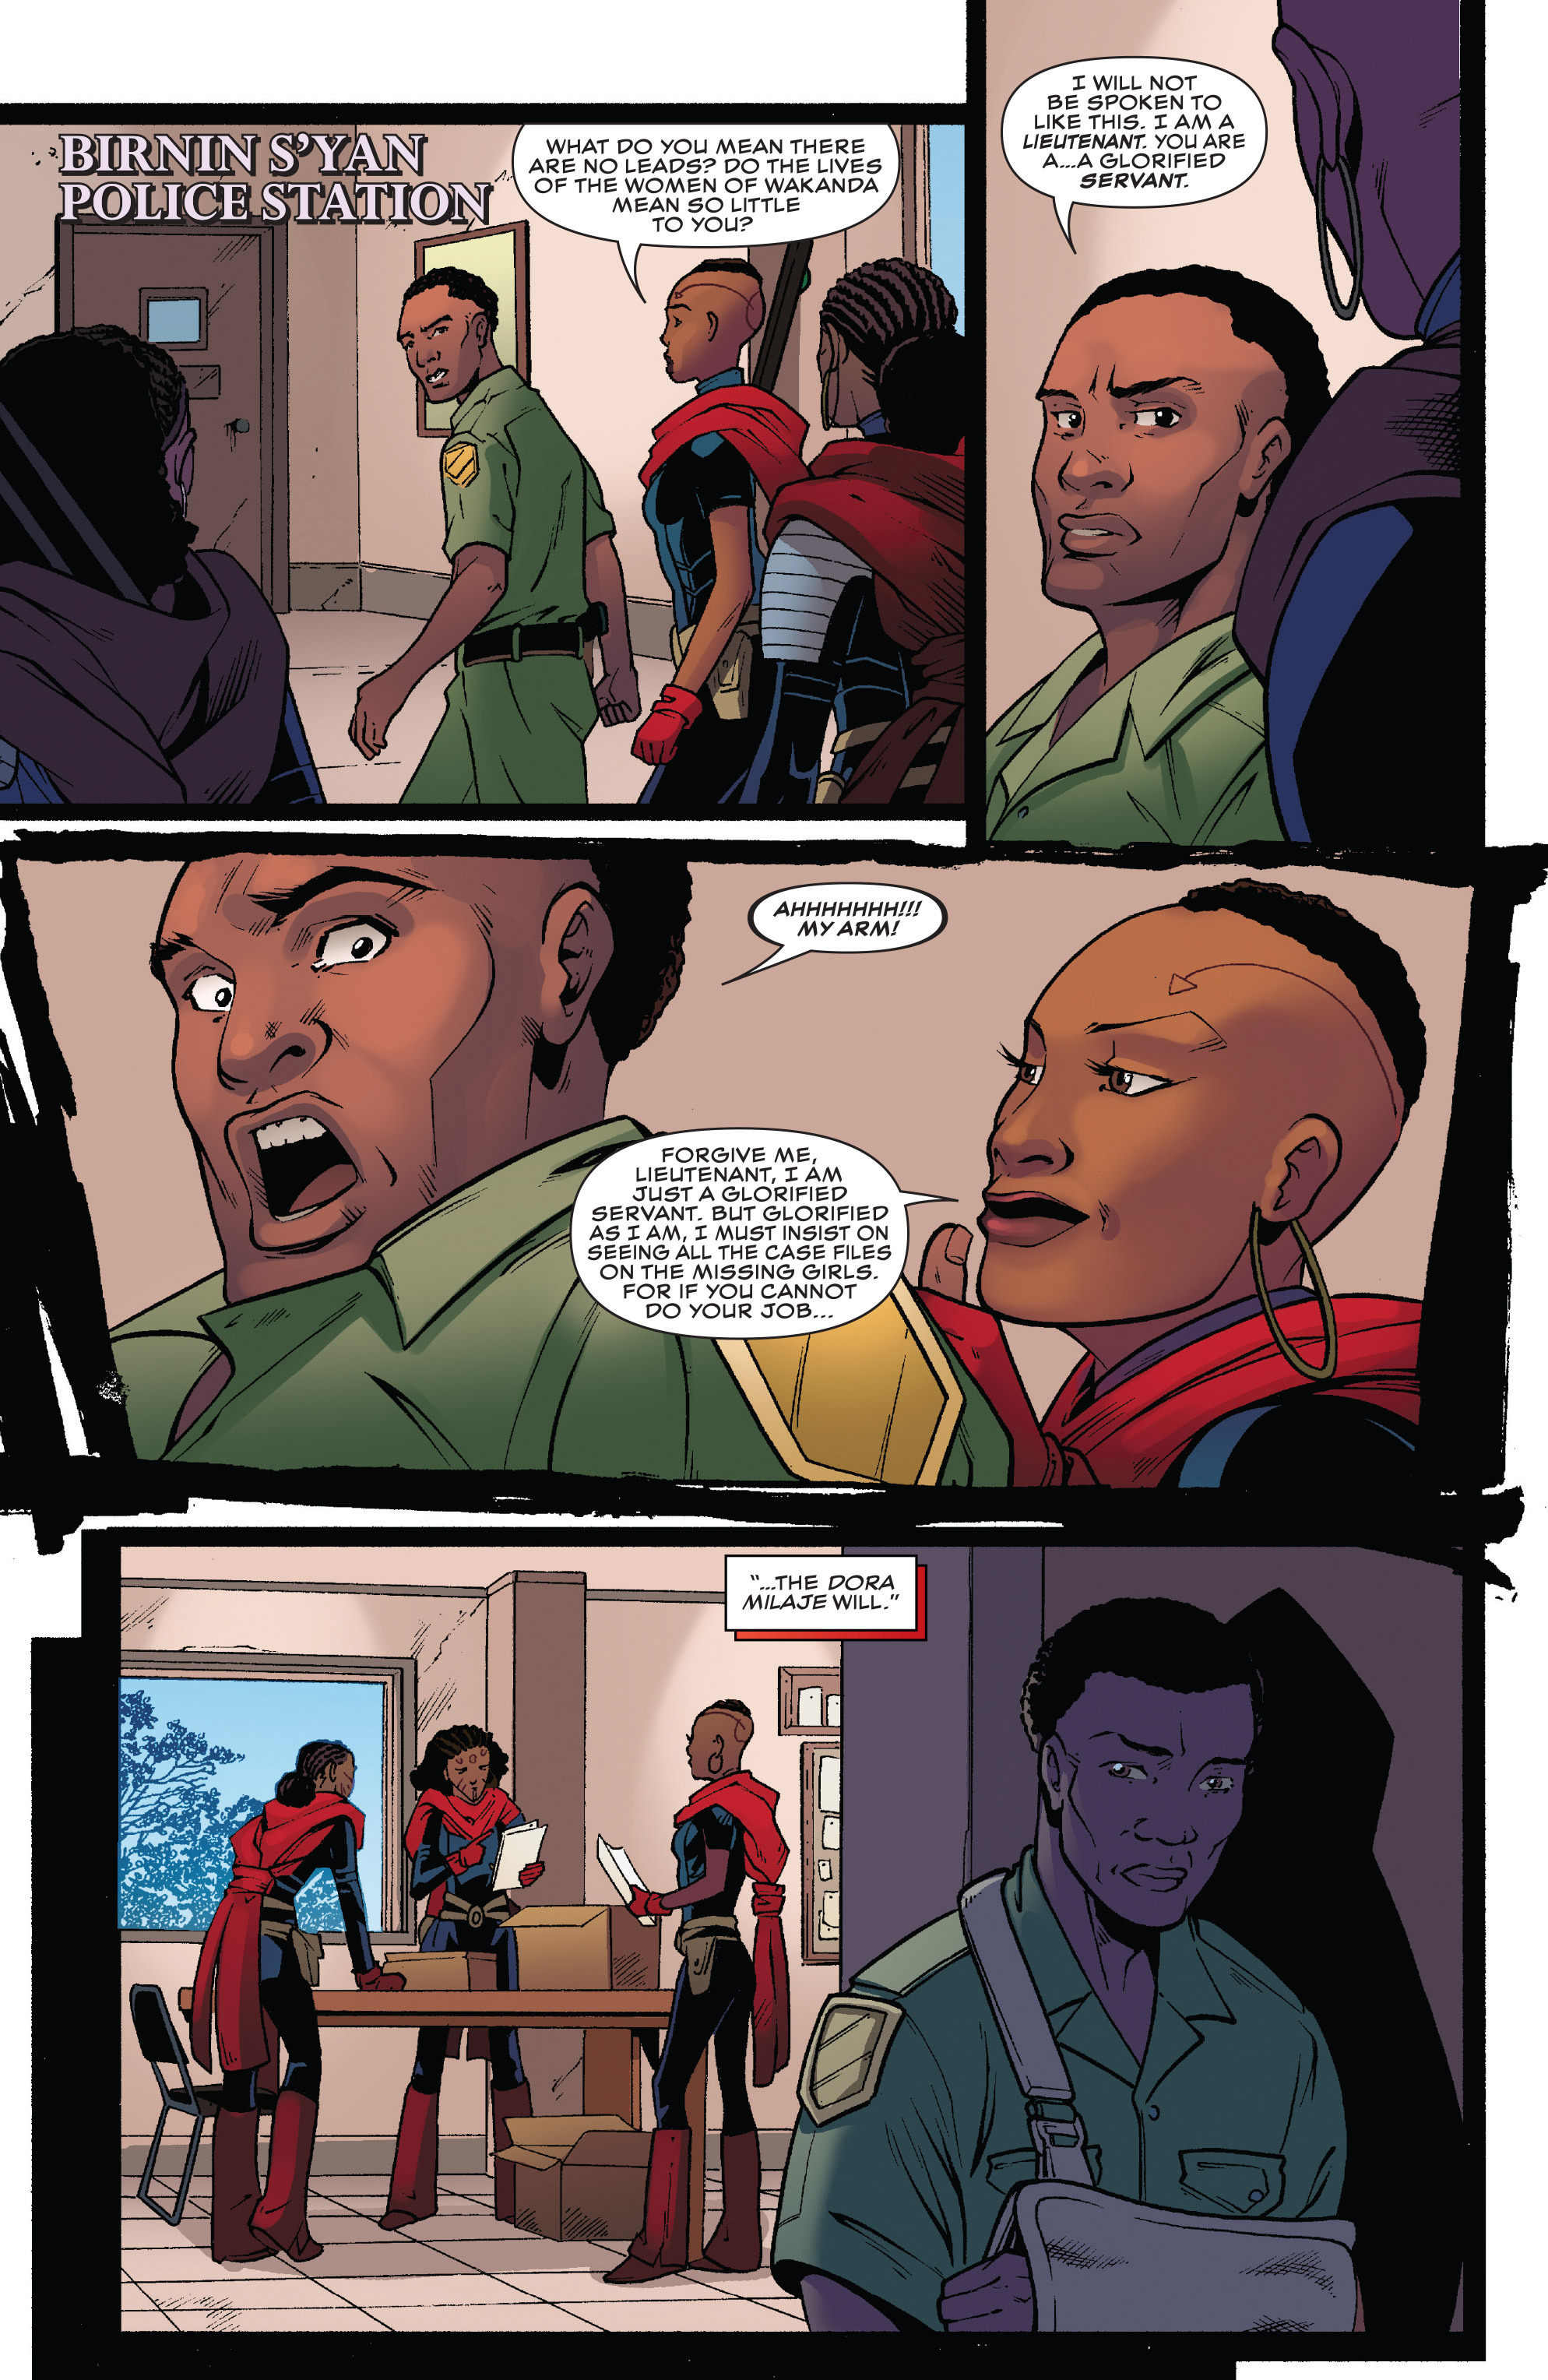 BIRNIN S'YAN
POLICE STATION
WHAT DO YOU MEAN THERE
ARE NO LEADS? DO THE LIVES
OF THE WOMEN OF WAKANDA
MEAN SO LITTLE
TO YOU?
I WILL NOT
BE SPOKEN TO
LIKE THIS. I AM A
LIEUTENANT. YOU ARE
A...A GLORIFIED
SERVANT.
AHHHHHHH!!!
MY ARM!
FORGIVE ME,
LIEUTENANT, I AM
JUST A GLORIFIED
SERVANT. BUT GLORIFIED
AS I AM, I MUST INSIST ON
SEEING ALL THE CASE FILES
ON THE MISSING GIRLS.
FOR IF YOU CANNOT
DO YOUR JOB...
"...THE DORA
MILAJE WILL."